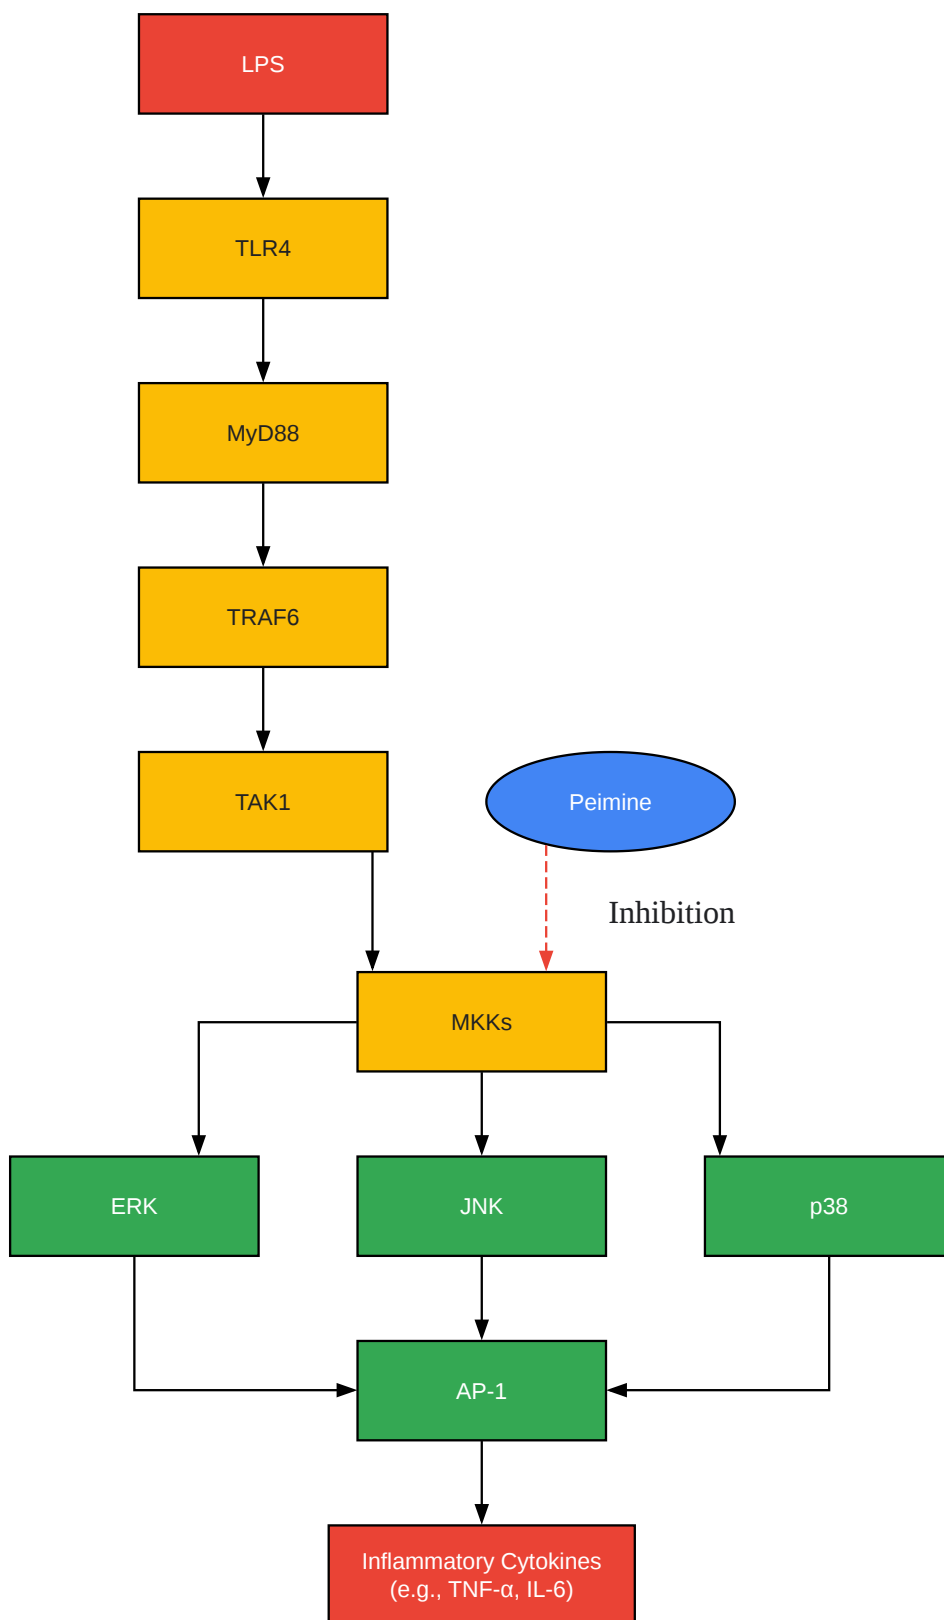 LPS
TLR4
MyD88
TRAF6
TAK1
Peimine
Inhibition
MKKs
ERK
JNK
p38
AP-1
Inflammatory Cytokines
(e.g., TNF-α, IL-6)